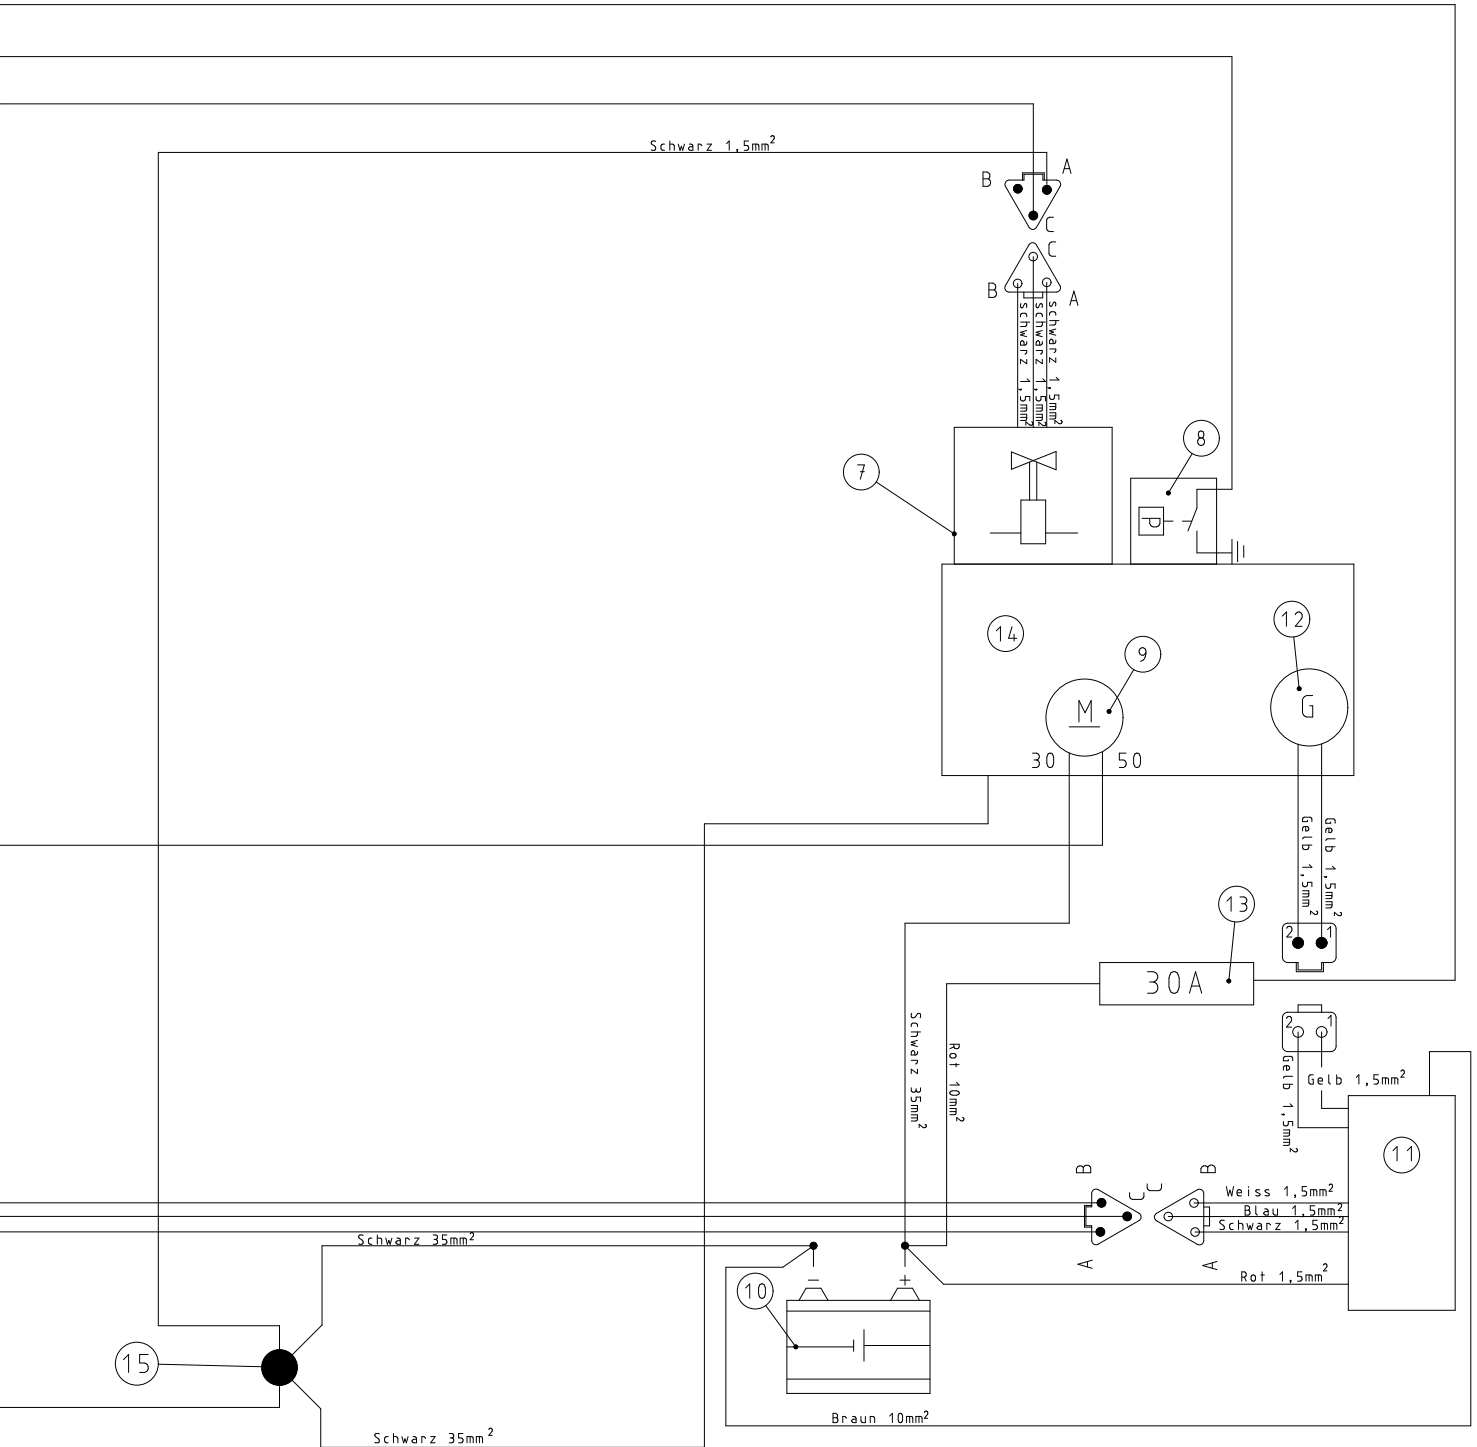 Schwarz 1,5mm²
A
B
C
C
B
A
schwarz 1,5mm²
schwarz 1,5mm²
schwarz 1,5mm²
8
7
P
14
12
9
M
G
30
50
Gelb 1,5mm²
Gelb 1,5mm²
13
2
1
30A
2
1
Schwarz 35mm²
Rot 10mm²
Gelb 1,5mm²
Gelb 1,5mm²
11
B
C
C
B
Weiss 1,5mm²
Blau 1,5mm²
Schwarz 1,5mm²
Schwarz 35mm²
A
A
Rot 1,5mm²
−
+
10
15
Braun 10mm²
Schwarz 35mm²